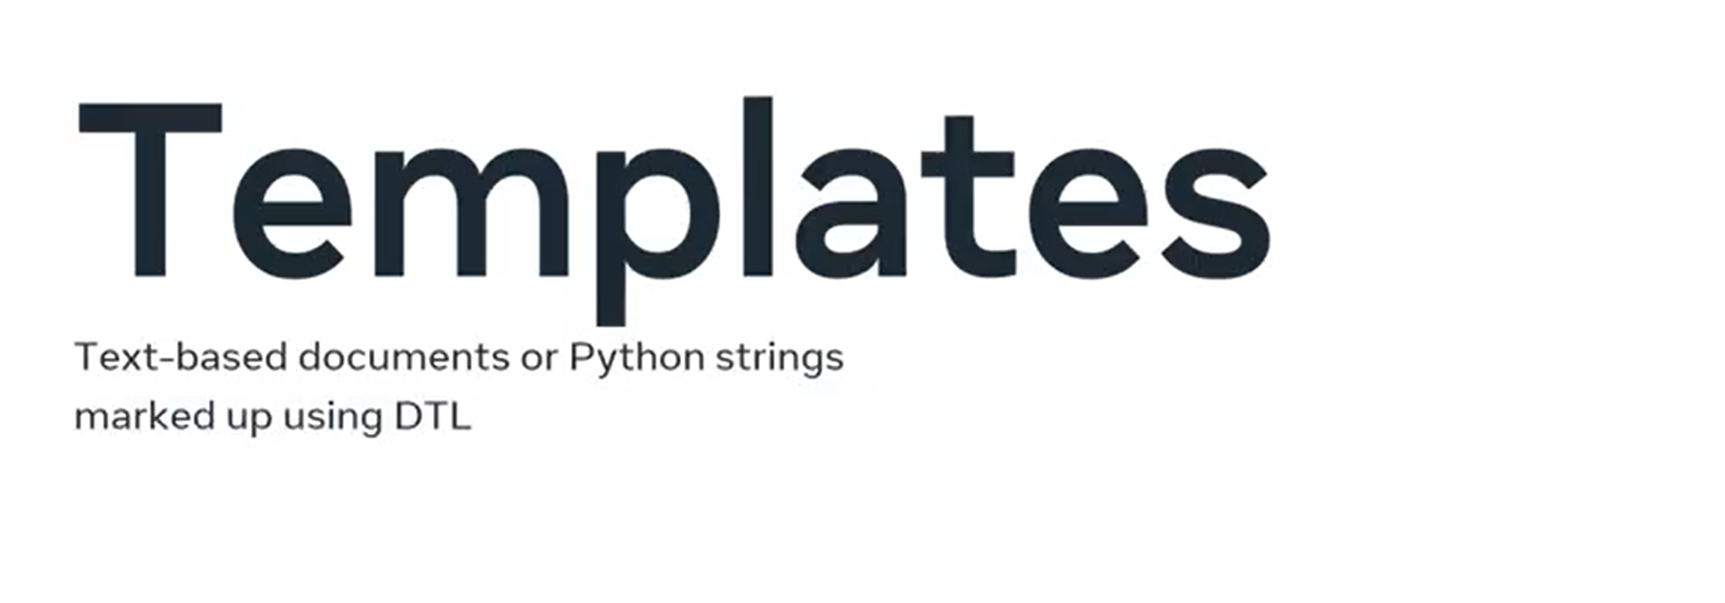 Templates
Text-based documents or Python strings
marked up using DTL